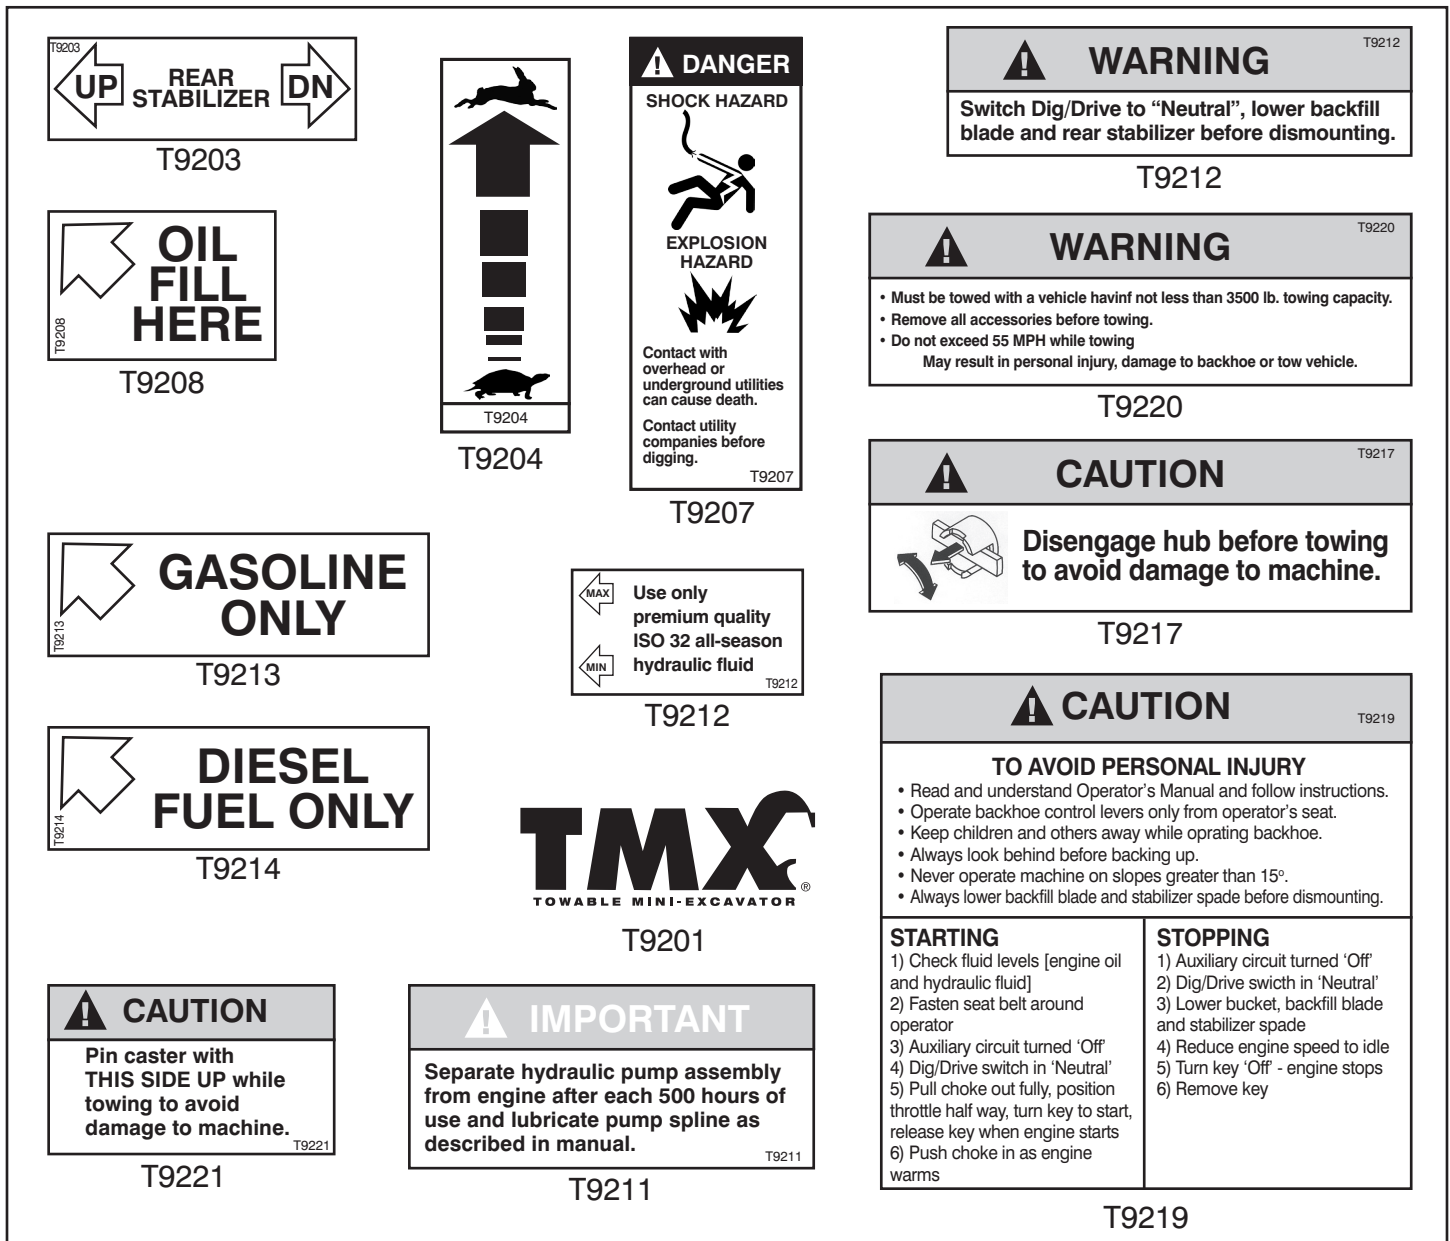 T9203
UP REAR STABILIZER DN
T9203
T9208
OIL
FILL
HERE
T9208
T9204
T9204
DANGER
SHOCK HAZARD
EXPLOSION
HAZARD
Contact with
overhead or
underground utilities
can cause death.
Contact utility
companies before
digging.
T9207
T9207
WARNING
T9212
Switch Dig/Drive to “Neutral”, lower backfill
blade and rear stabilizer before dismounting.
T9212
WARNING
T9220
• Must be towed with a vehicle havinf not less than 3500 lb. towing capacity.
• Remove all accessories before towing.
• Do not exceed 55 MPH while towing
May result in personal injury, damage to backhoe or tow vehicle.
T9220
CAUTION
T9217
Disengage hub before towing
to avoid damage to machine.
T9217
T9213
GASOLINE
ONLY
T9213
MAX
MIN
Use only
premium quality
ISO 32 all-season
hydraulic fluid
T9212
T9212
T9214
DIESEL
FUEL ONLY
T9214
TMX
®
TOWABLE MINI-EXCAVATOR
T9201
CAUTION
Pin caster with
THIS SIDE UP while
towing to avoid
damage to machine.
T9221
T9221
IMPORTANT
Separate hydraulic pump assembly
from engine after each 500 hours of
use and lubricate pump spline as
described in manual.
T9211
T9211
CAUTION
T9219
TO AVOID PERSONAL INJURY
• Read and understand Operator’s Manual and follow instructions.
• Operate backhoe control levers only from operator’s seat.
• Keep children and others away while oprating backhoe.
• Always look behind before backing up.
• Never operate machine on slopes greater than 15°.
• Always lower backfill blade and stabilizer spade before dismounting.
STARTING
1) Check fluid levels [engine oil
and hydraulic fluid]
2) Fasten seat belt around
operator
3) Auxiliary circuit turned ‘Off’
4) Dig/Drive switch in ‘Neutral’
5) Pull choke out fully, position
throttle half way, turn key to start,
release key when engine starts
6) Push choke in as engine
warms
STOPPING
1) Auxiliary circuit turned ‘Off’
2) Dig/Drive swicth in ‘Neutral’
3) Lower bucket, backfill blade
and stabilizer spade
4) Reduce engine speed to idle
5) Turn key ‘Off’ - engine stops
6) Remove key
T9219